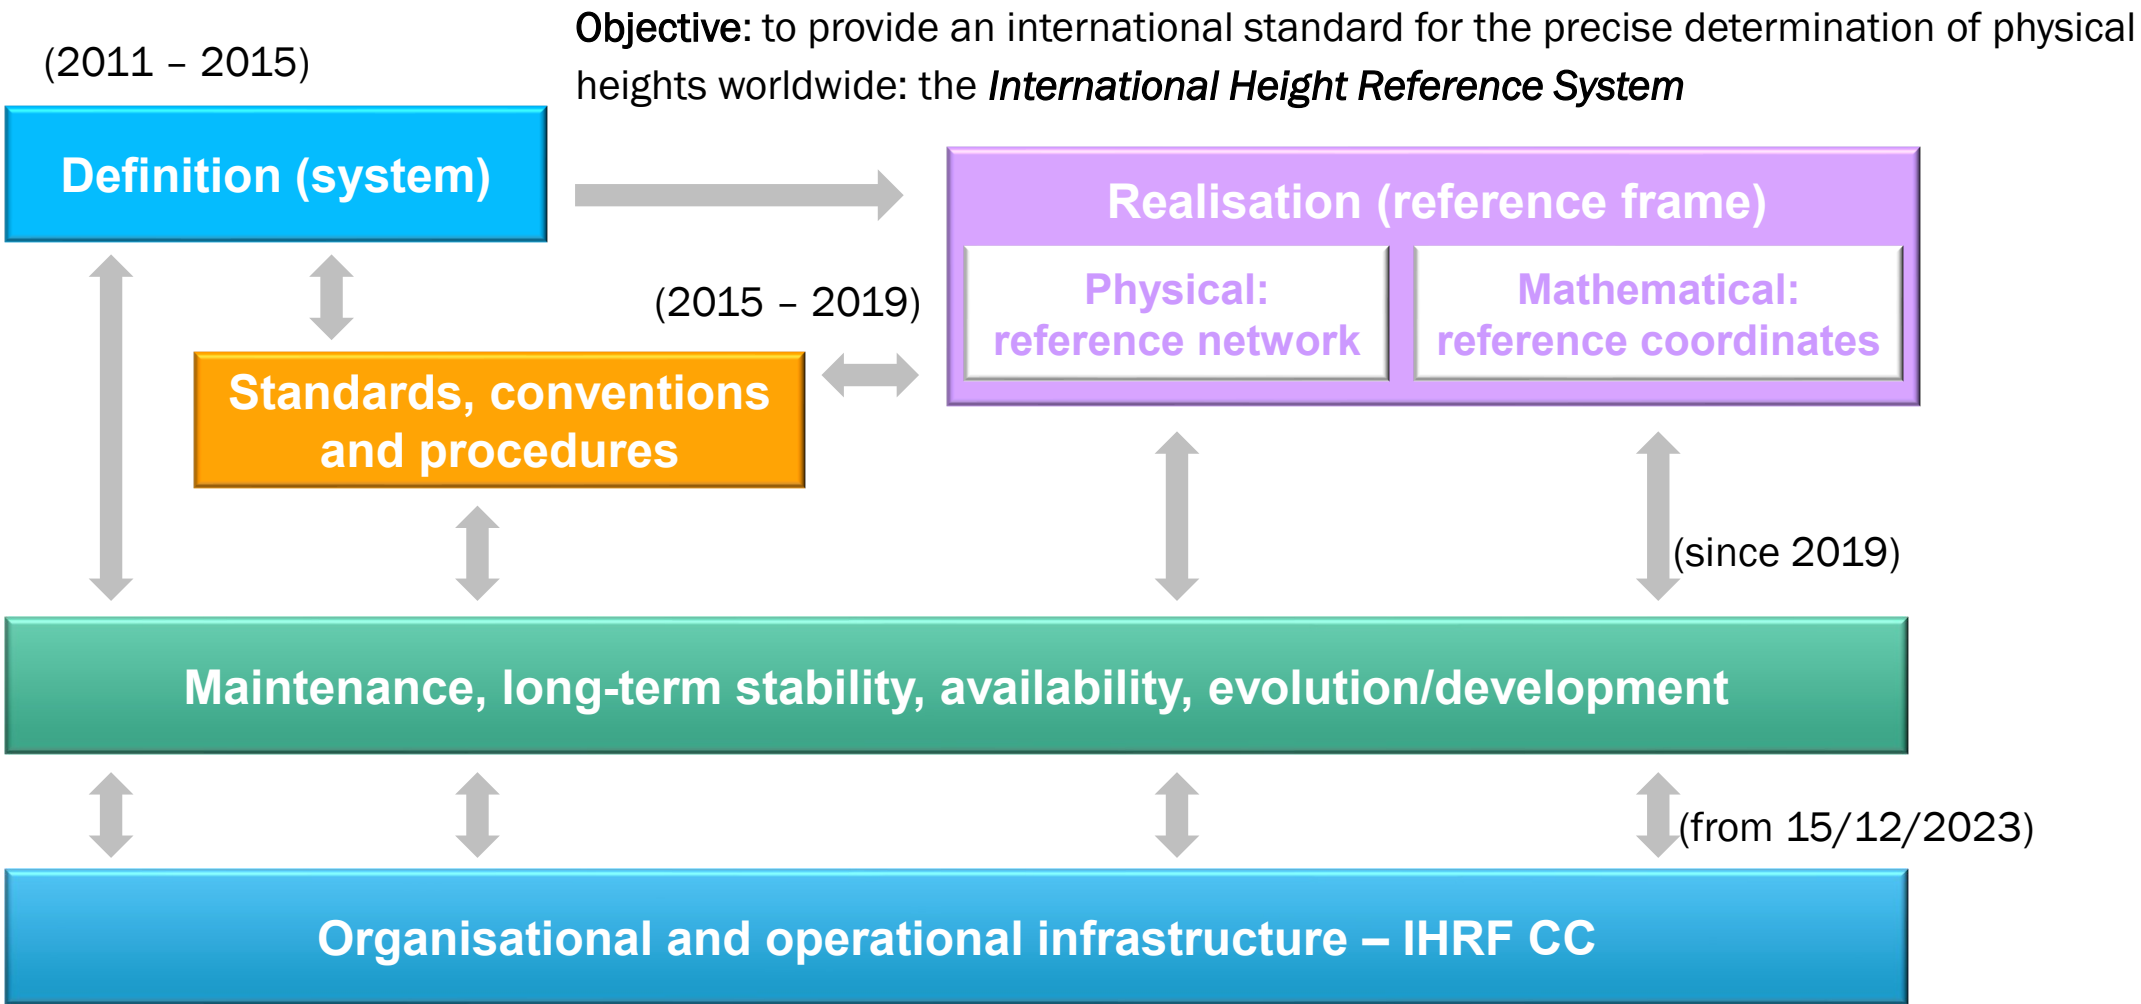 Objective: to provide an international standard for the precise determination of physical
heights worldwide: the International Height Reference System
(2011 – 2015)
Definition (system)
Realisation (reference frame)
Physical:
reference network
Mathematical:
reference coordinates
(2015 – 2019)
Standards, conventions
and procedures
(since 2019)
Maintenance, long-term stability, availability, evolution/development
(from 15/12/2023)
Organisational and operational infrastructure – IHRF CC